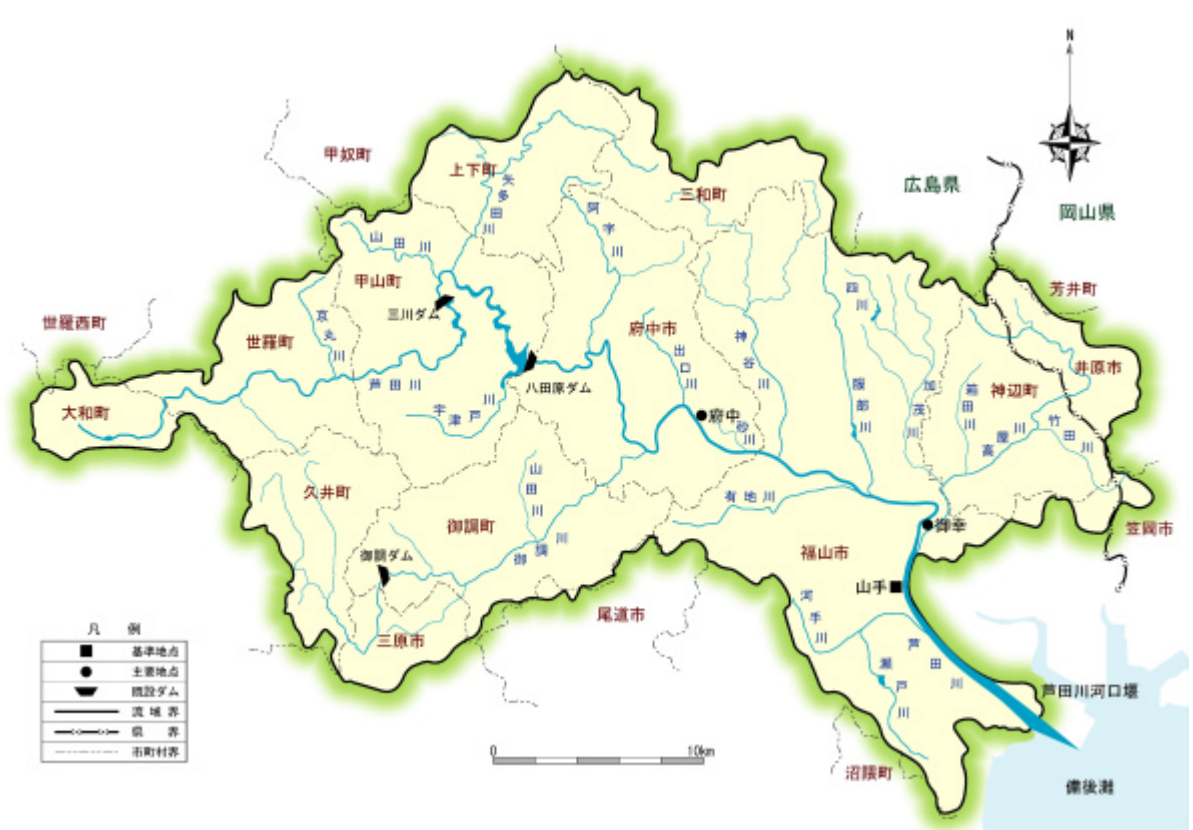 N
甲奴町
上下町
矢多田川
三和町
広島県
岡山県
阿字川
山田川
甲山町
芳井町
三川ダム
世羅西町
世羅町
京丸川
府中市
四川
神谷川
出口川
井原市
神辺町
芦田川
八田原ダム
宇津戸川
服部川
加茂川
箱田川
高屋川
竹田川
大和町
府中
砂川
久井町
山田川
有地川
御調町
御調川
御調ダム
御幸
笠岡市
福山市
山手
河手川
尾道市
三原市
芦田川
瀬戸川
芦田川河口堰
凡 例
基準地点
主要地点
既設ダム
流域界
県界
市町村界
0 10km
沼隈町
備後灘